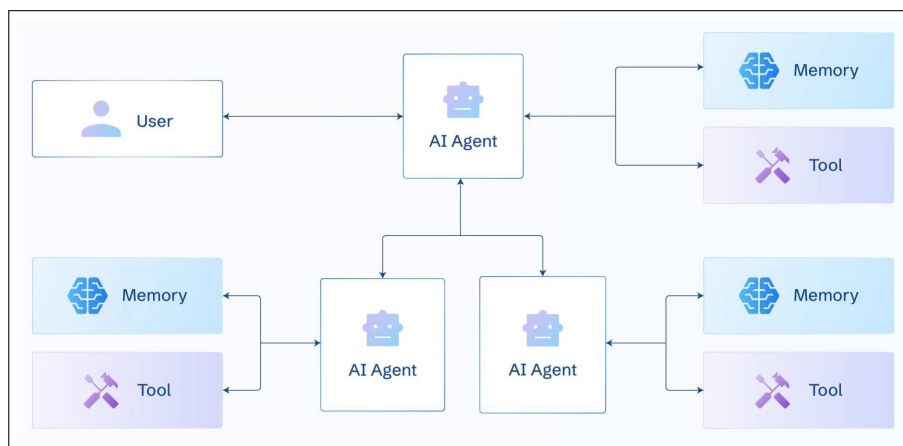 Memory
User
AI Agent
Tool
Memory
Memory
AI Agent
AI Agent
Tool
Tool